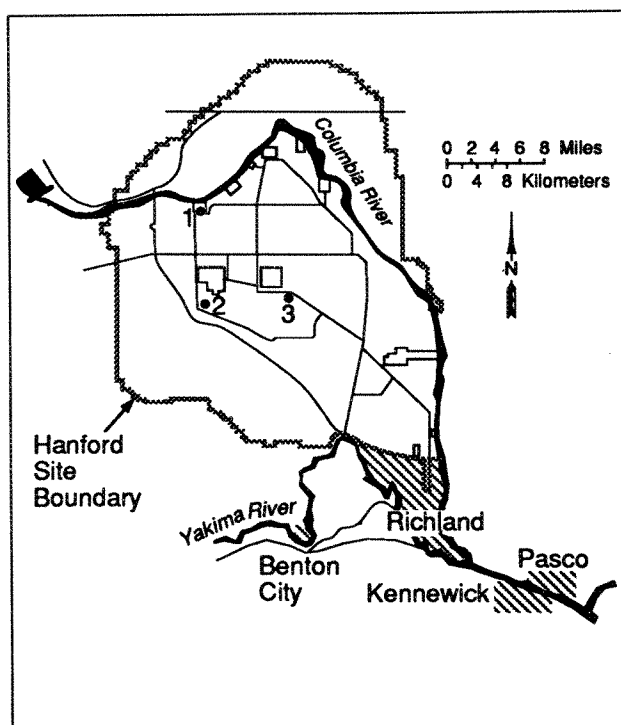 Columbia River
0 2 4 6 8 Miles
0 4 8 Kilometers
N
1
2
3
Hanford
Site
Boundary
Yakima River
Richland
Benton
City
Pasco
Kennewick